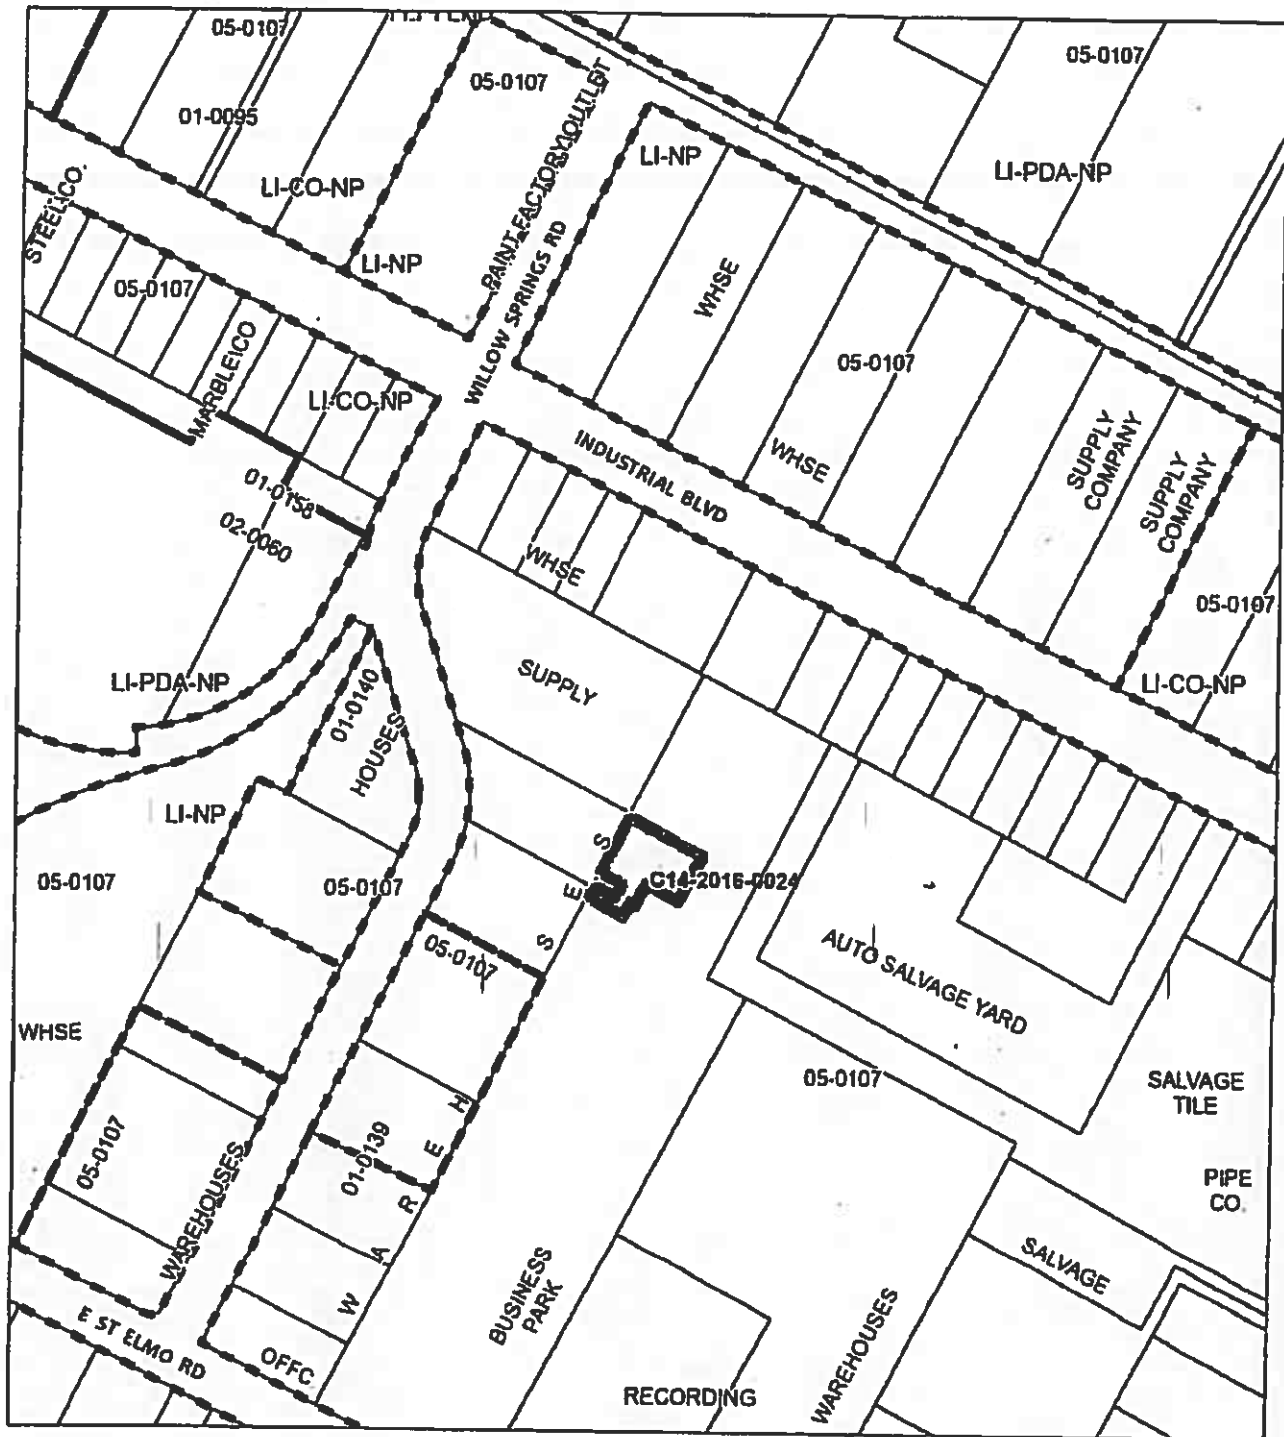 05-0107
05-0107
05-0107
01-0095
PAINT FACTORY OUTLET
LI-NP
LI-PDA-NP
LI-CO-NP
STEEL CO.
WILLOW SPRINGS RD
LI-NP
WHSE
05-0107
MARBLE CO
05-0107
LI-CO-NP
SUPPLY
COMPANY
SUPPLY
COMPANY
INDUSTRIAL BLVD
WHSE
01-0158
02-0060
WHSE
05-0107
SUPPLY
LI-PDA-NP
01-0140
HOUSES
LI-CO-NP
LI-NP
05-0107
05-0107
C14-2016-0024
05-0107
AUTO SALVAGE YARD
WHSE
05-0107
SALVAGE
TILE
05-0107
WAREHOUSES
01-0139
WAREHOUSES
PIPE
CO.
SALVAGE
BUSINESS
PARK
WAREHOUSES
E ST ELMO RD
OFFC.
RECORDING